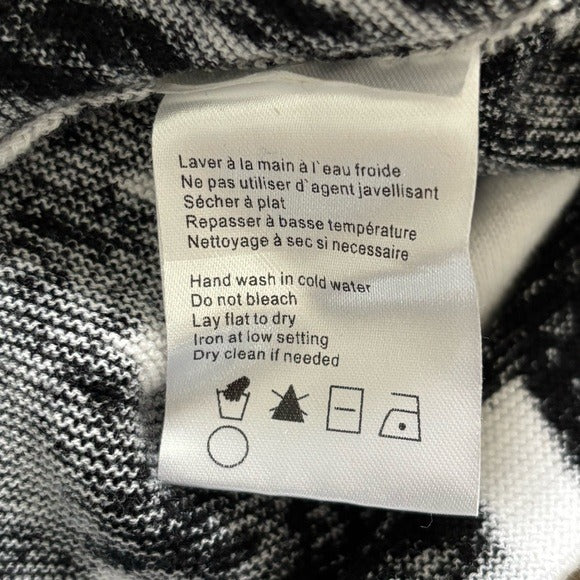 Laver à la main à l`eau froide
Ne pas utiliser d`agent javellisant
Sécher à plat
Repasser à basse température
Nettoyage à sec si necessaire
Hand wash in cold water
Do not bleach
Lay flat to dry
Iron at low setting
Dry clean if needed